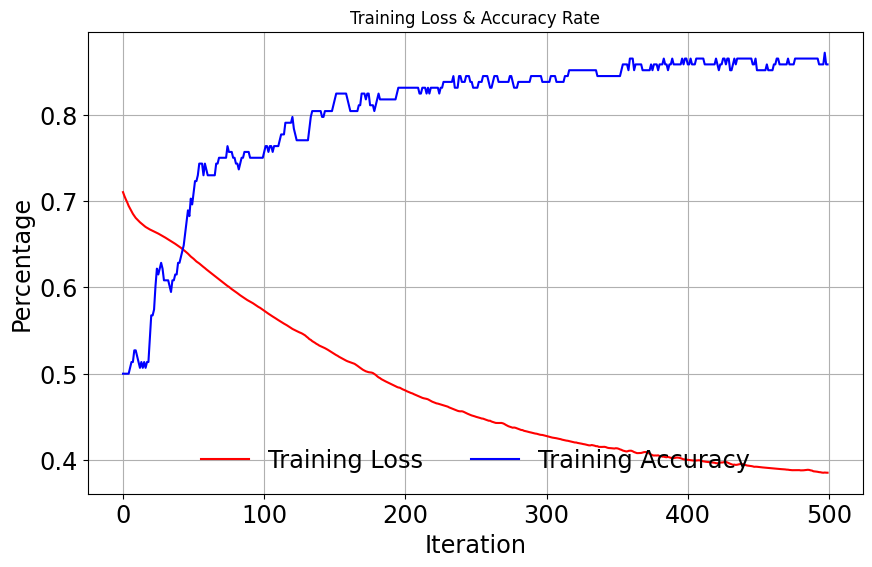 Training Loss & Accuracy Rate
Percentage
0.8
0.7
0.6
0.5
0.4
Training Loss Training Accuracy
0 100 200 300 400 500
Iteration